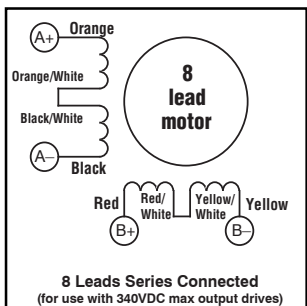 A+
Orange
Orange/White
Black/White
A–
Black
8
lead
motor
Red
Red/
White
Yellow/
White
Yellow
B+
B–
8 Leads Series Connected
(for use with 340VDC max output drives)